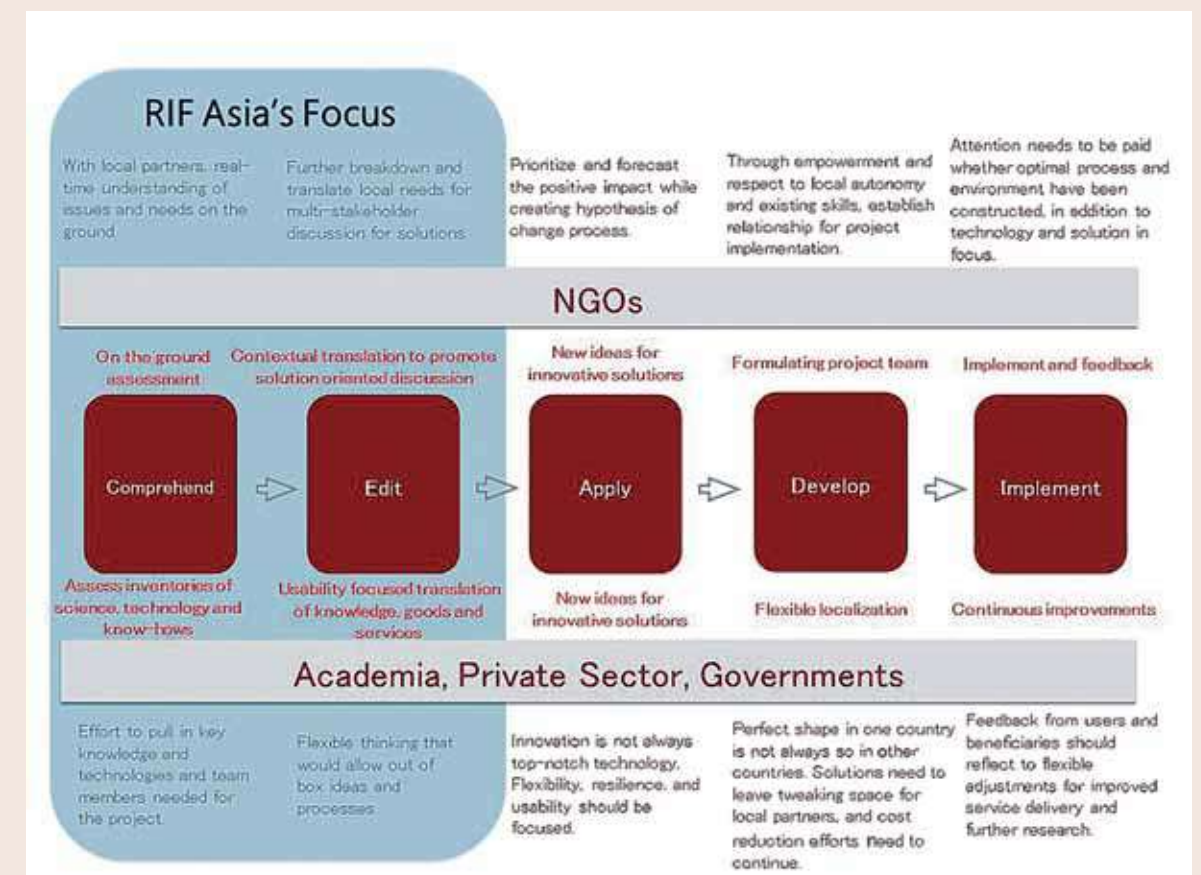 RIF Asia's Focus
With local partners, real-
time understanding of
issues and needs on the
ground.
Further breakdown and
translate local needs for
multi-stakeholder
discussion for solutions
Prioritize and forecast
the positive impact while
creating hypothesis of
change process.
Through empowerment and
respect to local autonomy
and existing skills, establish
relationship for project
implementation.
Attention needs to be paid
whether optimal process and
environment have been
constructed, in addition to
technology and solution in
focus.
NGOs
On the ground
assessment
Contextual translation to promote
solution oriented discussion
New ideas for
innovative solutions
Formulating project team
Implement and feedback
Comprehend
Edit
Apply
Develop
Implement
Assess inventories of
science, technology and
know-hows
Usability focused translation
of knowledge, goods and
services
New ideas for
innovative solutions
Flexible localization
Continuous improvements
Academia, Private Sector, Governments
Effort to pull in key
knowledge and
technologies and team
members needed for
the project.
Flexible thinking that
would allow out of
box ideas and
processes.
Innovation is not always
top-notch technology.
Flexibility, resilience, and
usability should be
focused.
Perfect shape in one country
is not always so in other
countries. Solutions need to
leave tweaking space for
local partners, and cost
reduction efforts need to
continue.
Feedback from users and
beneficiaries should
reflect to flexible
adjustments for improved
service delivery and
further research.